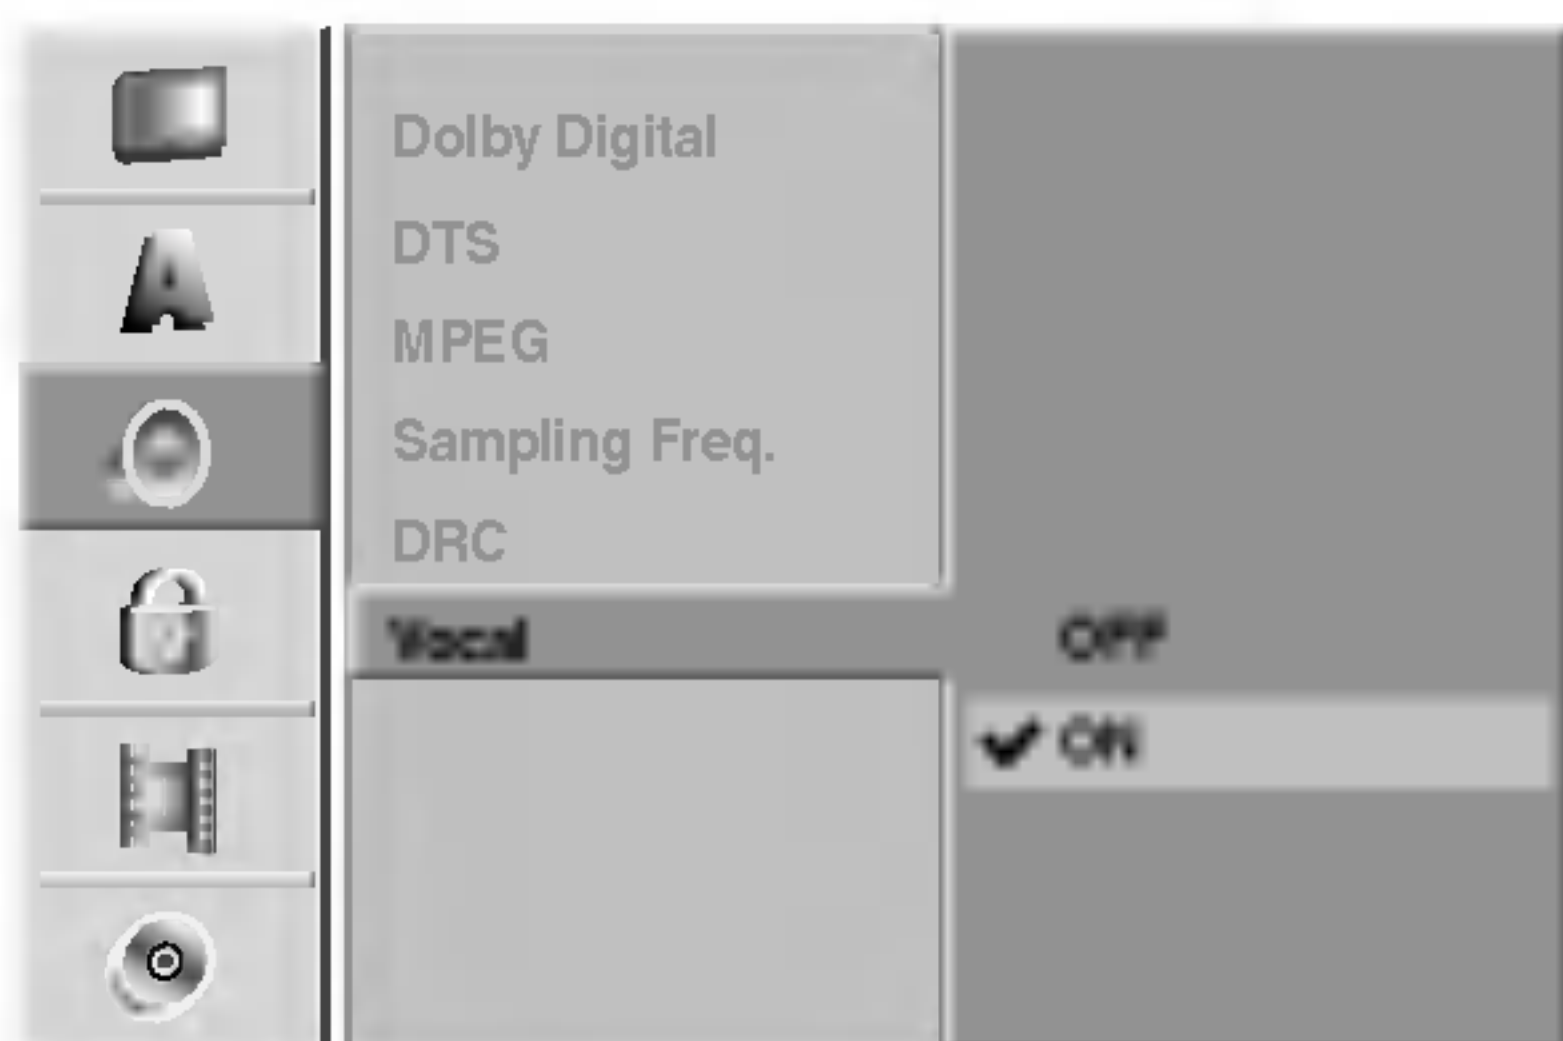 Dolby Digital
DTS
MPEG
Sampling Freq.
DRC
Vocal
OFF
ON